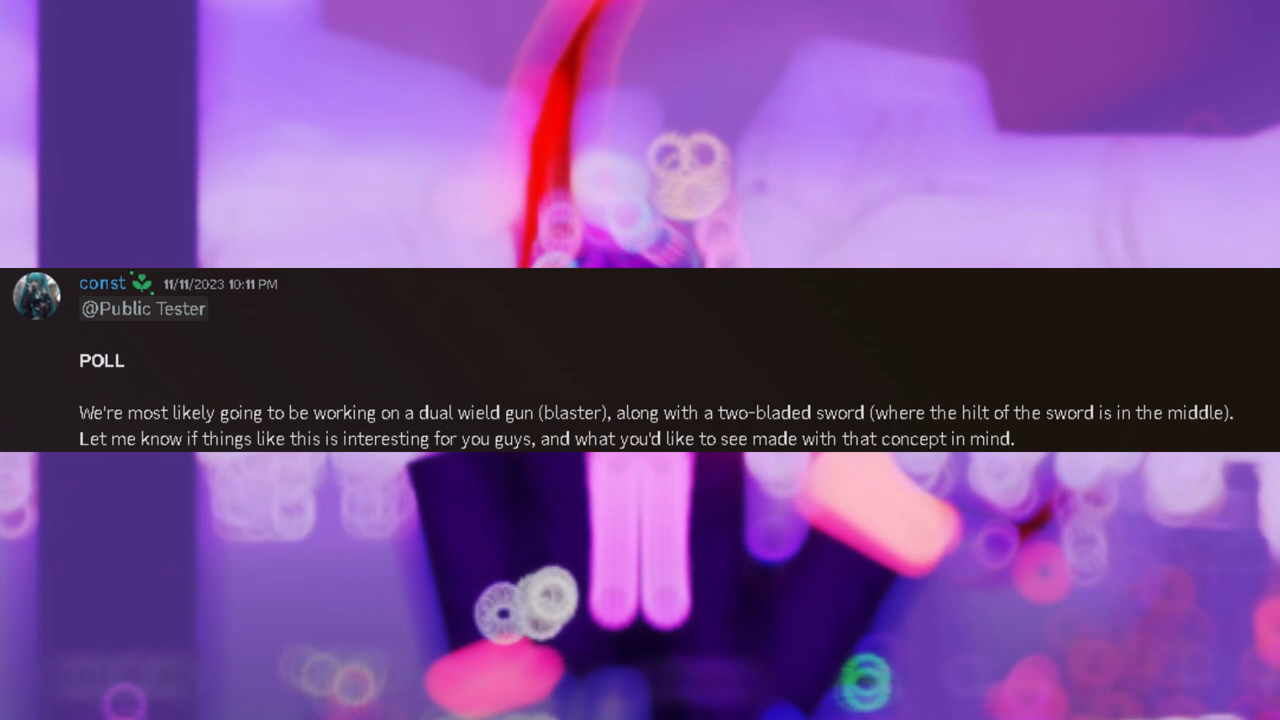 const 11/11/2023 10:11 PM
@Public Tester
POLL
We're most likely going to be working on a dual wield gun (blaster), along with a two-bladed sword (where the hilt of the sword is in the middle).
Let me know if things like this is interesting for you guys, and what you'd like to see made with that concept in mind.